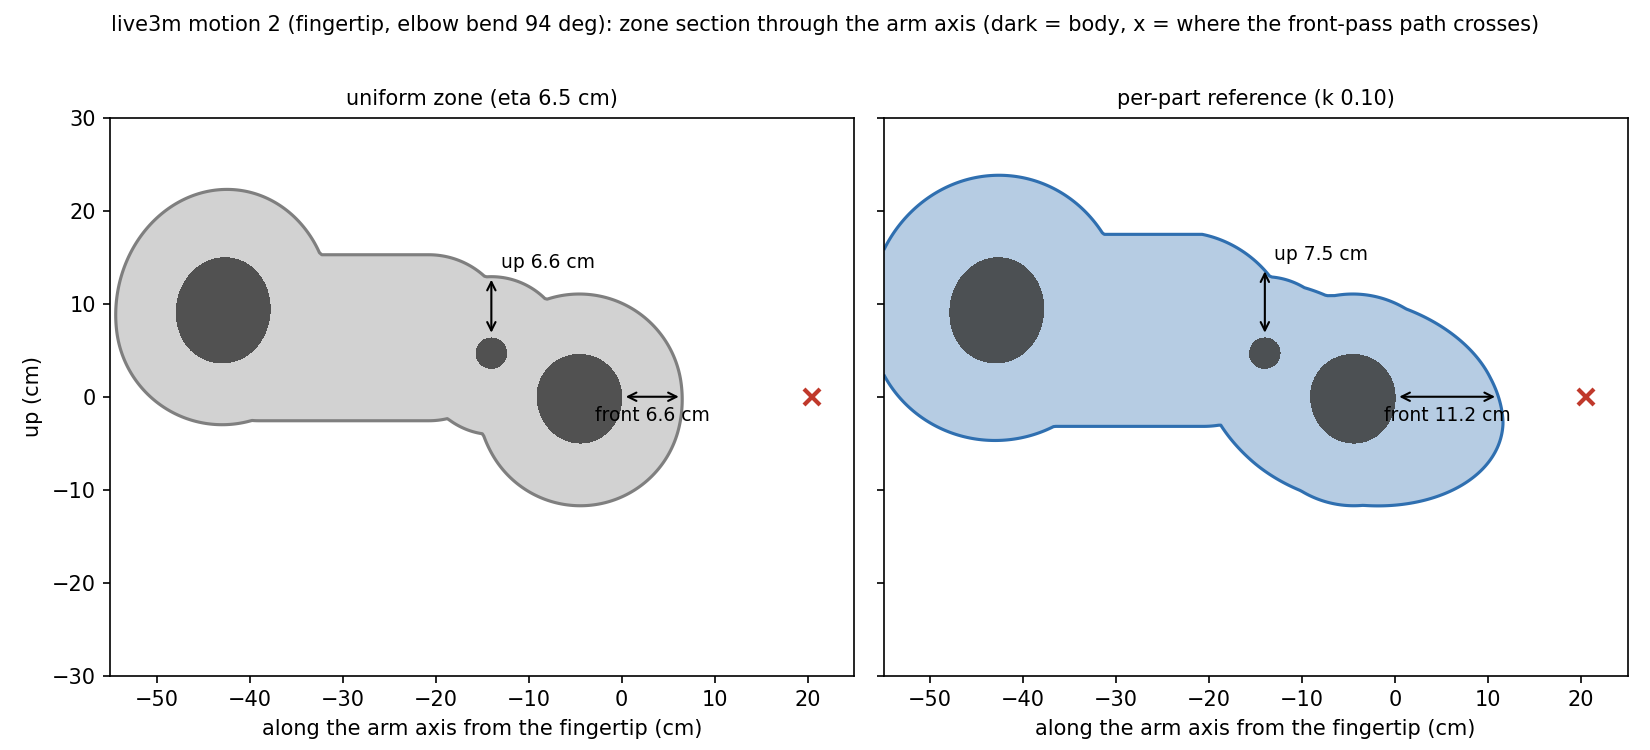 live3m motion 2 (fingertip, elbow bend 94 deg): zone section through the arm axis (dark = body, x = where the front-pass path crosses)
uniform zone (eta 6.5 cm)
per-part reference (k 0.10)
30
20
10
0
−10
−20
−30
up (cm)
up 6.6 cm
front 6.6 cm
up 7.5 cm
front 11.2 cm
−50
−40
−30
−20
−10
0
10
20
−50
−40
−30
−20
−10
0
10
20
along the arm axis from the fingertip (cm)
along the arm axis from the fingertip (cm)